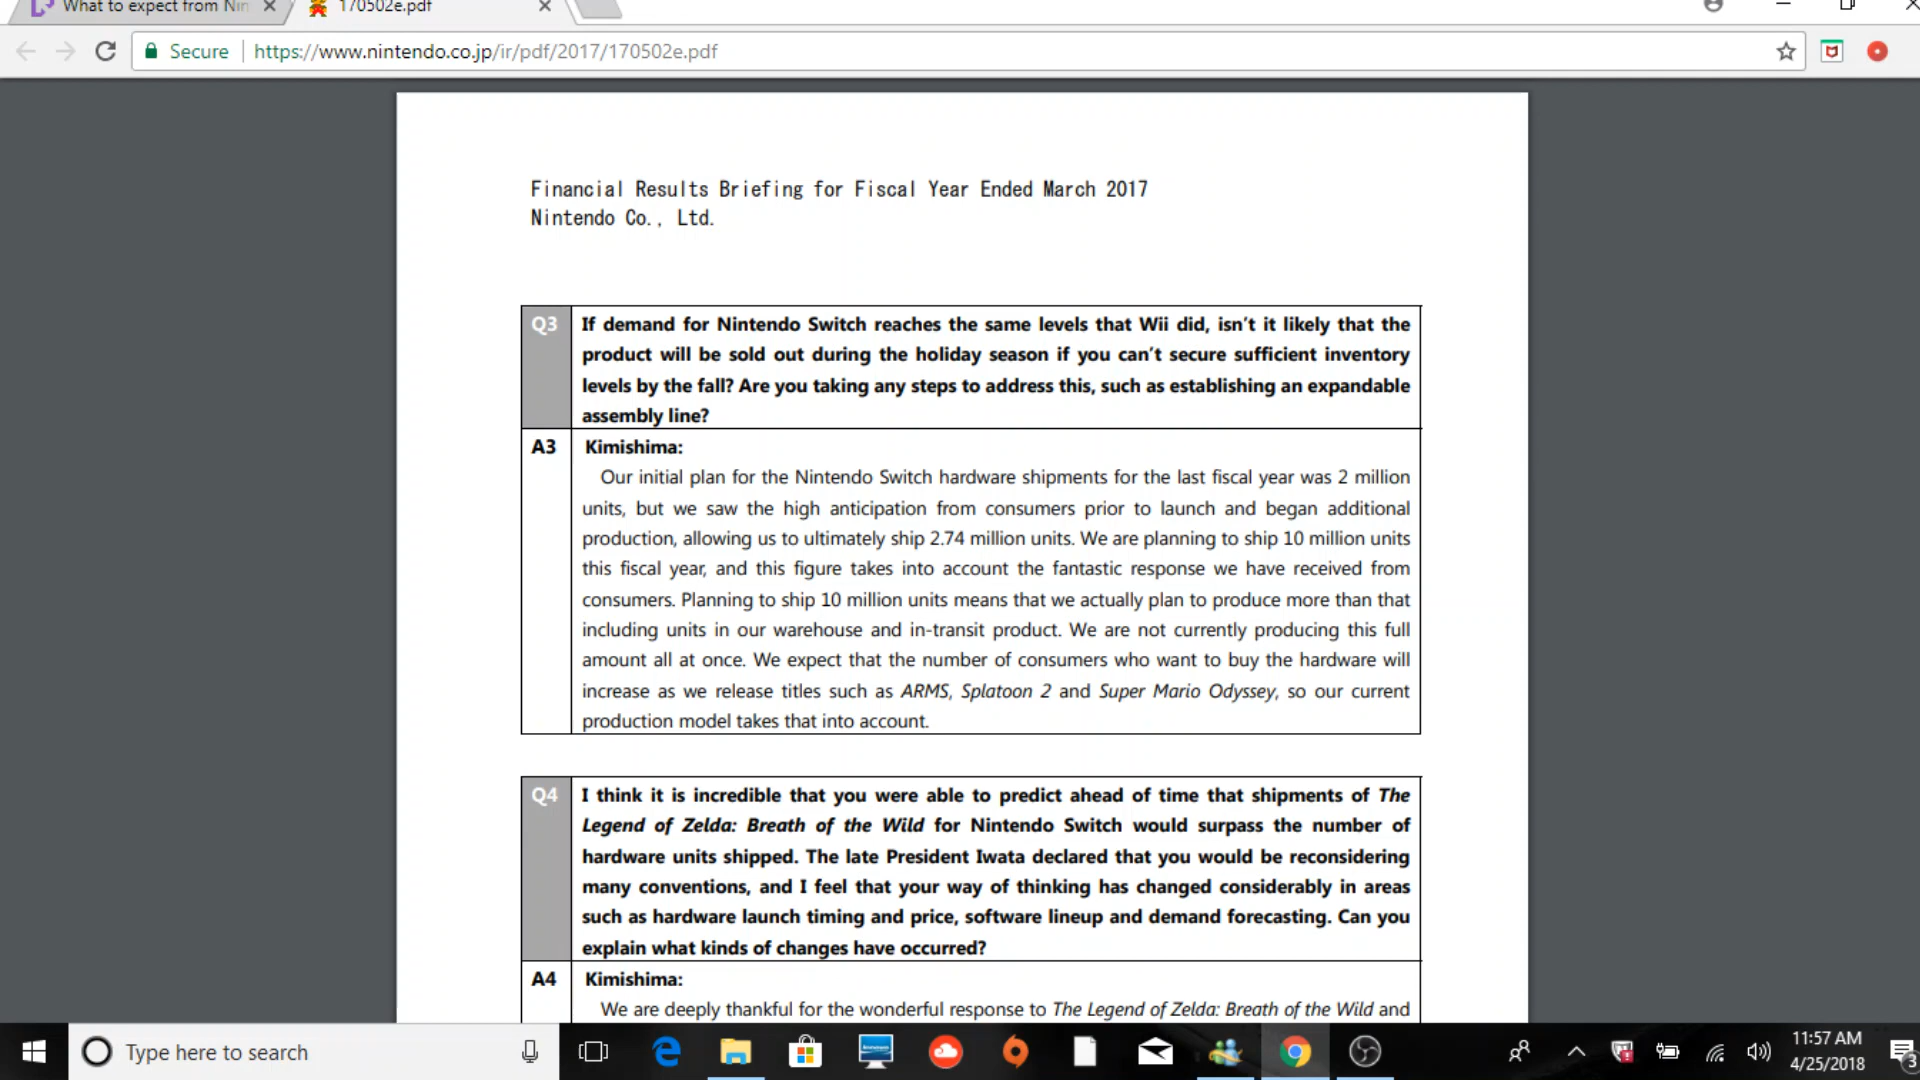 What to expect from Nin
170502e.pdf
Secure
https://www.nintendo.co.jp/ir/pdf/2017/170502e.pdf
Financial Results Briefing for Fiscal Year Ended March 2017
Nintendo Co., Ltd.
Q3
If demand for Nintendo Switch reaches the same levels that Wii did, isn't it likely that the
product will be sold out during the holiday season if you can't secure sufficient inventory
levels by the fall? Are you taking any steps to address this, such as establishing an expandable
assembly line?
A3
Kimishima:
Our initial plan for the Nintendo Switch hardware shipments for the last fiscal year was 2 million
units, but we saw the high anticipation from consumers prior to launch and began additional
production, allowing us to ultimately ship 2.74 million units. We are planning to ship 10 million units
this fiscal year, and this figure takes into account the fantastic response we have received from
consumers. Planning to ship 10 million units means that we actually plan to produce more than that
including units in our warehouse and in-transit product. We are not currently producing this full
amount all at once. We expect that the number of consumers who want to buy the hardware will
increase as we release titles such as ARMS, Splatoon 2 and Super Mario Odyssey, so our current
production model takes that into account.
Q4
I think it is incredible that you were able to predict ahead of time that shipments of The
Legend of Zelda: Breath of the Wild for Nintendo Switch would surpass the number of
hardware units shipped. The late President Iwata declared that you would be reconsidering
many conventions, and I feel that your way of thinking has changed considerably in areas
such as hardware launch timing and price, software lineup and demand forecasting. Can you
explain what kinds of changes have occurred?
A4
Kimishima:
We are deeply thankful for the wonderful response to The Legend of Zelda: Breath of the Wild and
Type here to search
11:57 AM
4/25/2018
3